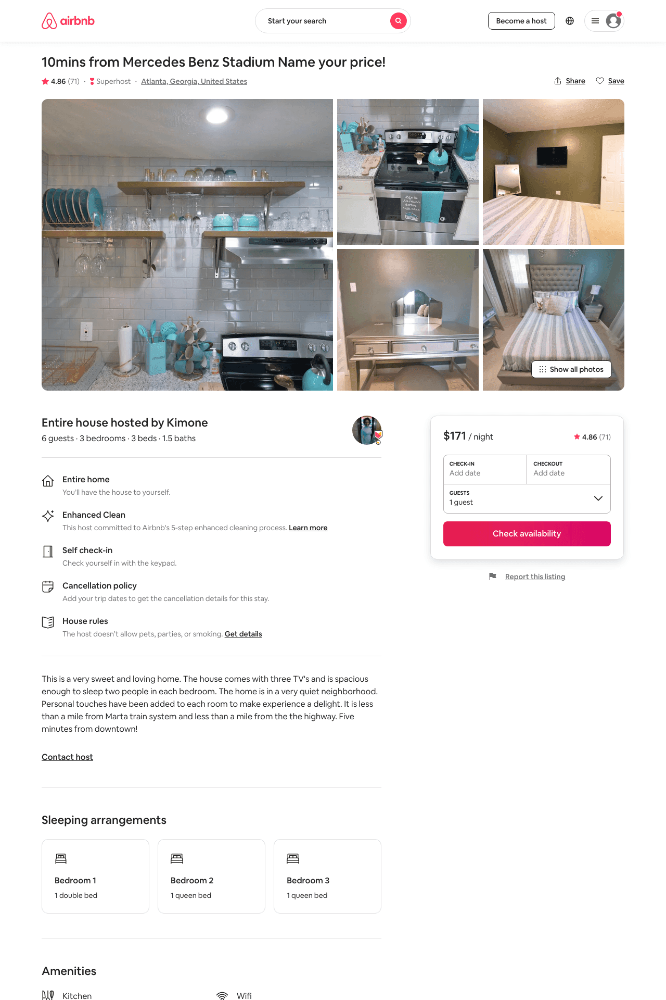 airbnb
Start your search
Become a host
10mins from Mercedes Benz Stadium Name your price!
4.86 (71) · Superhost · Atlanta, Georgia, United States
Share
Save
Life is
so much
better
with cake
UTENSILS
Show all photos
Entire house hosted by Kimone
6 guests · 3 bedrooms · 3 beds · 1.5 baths
Entire home
You’ll have the house to yourself.
Enhanced Clean
This host committed to Airbnb's 5-step enhanced cleaning process. Learn more
Self check-in
Check yourself in with the keypad.
Cancellation policy
Add your trip dates to get the cancellation details for this stay.
House rules
The host doesn’t allow pets, parties, or smoking. Get details
This is a very sweet and loving home. The house comes with three TV's and is spacious
enough to sleep two people in each bedroom. The home is in a very quiet neighborhood.
Personal touches have been added to each room to make experience a delight. It is less
than a mile from Marta train system and less than a mile from the the highway. Five
minutes from downtown!
Contact host
Sleeping arrangements
Bedroom 1
1 double bed
Bedroom 2
1 queen bed
Bedroom 3
1 queen bed
Amenities
Kitchen
Wifi
$171 / night
4.86 (71)
CHECK-IN
Add date
CHECKOUT
Add date
GUESTS
1 guest
Check availability
Report this listing